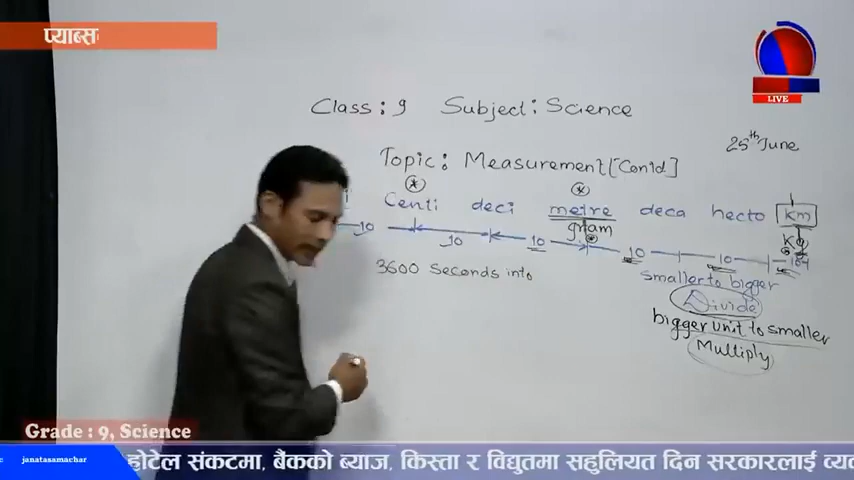 प्याब्स
LIVE
Class : 9 Subject : Science
25th June
Topic : Measurement [Con'd]
Centi deci metre deca hecto km
gram kg
10 10 10 10 10
3600 seconds into
smaller to bigger
Divide
bigger unit to smaller
Multiply
Grade : 9, Science
janatasamachar
होटेल संकटमा, बैंकको ब्याज, किस्ता र विद्युतमा सहुलियत दिन सरकारलाई व्य